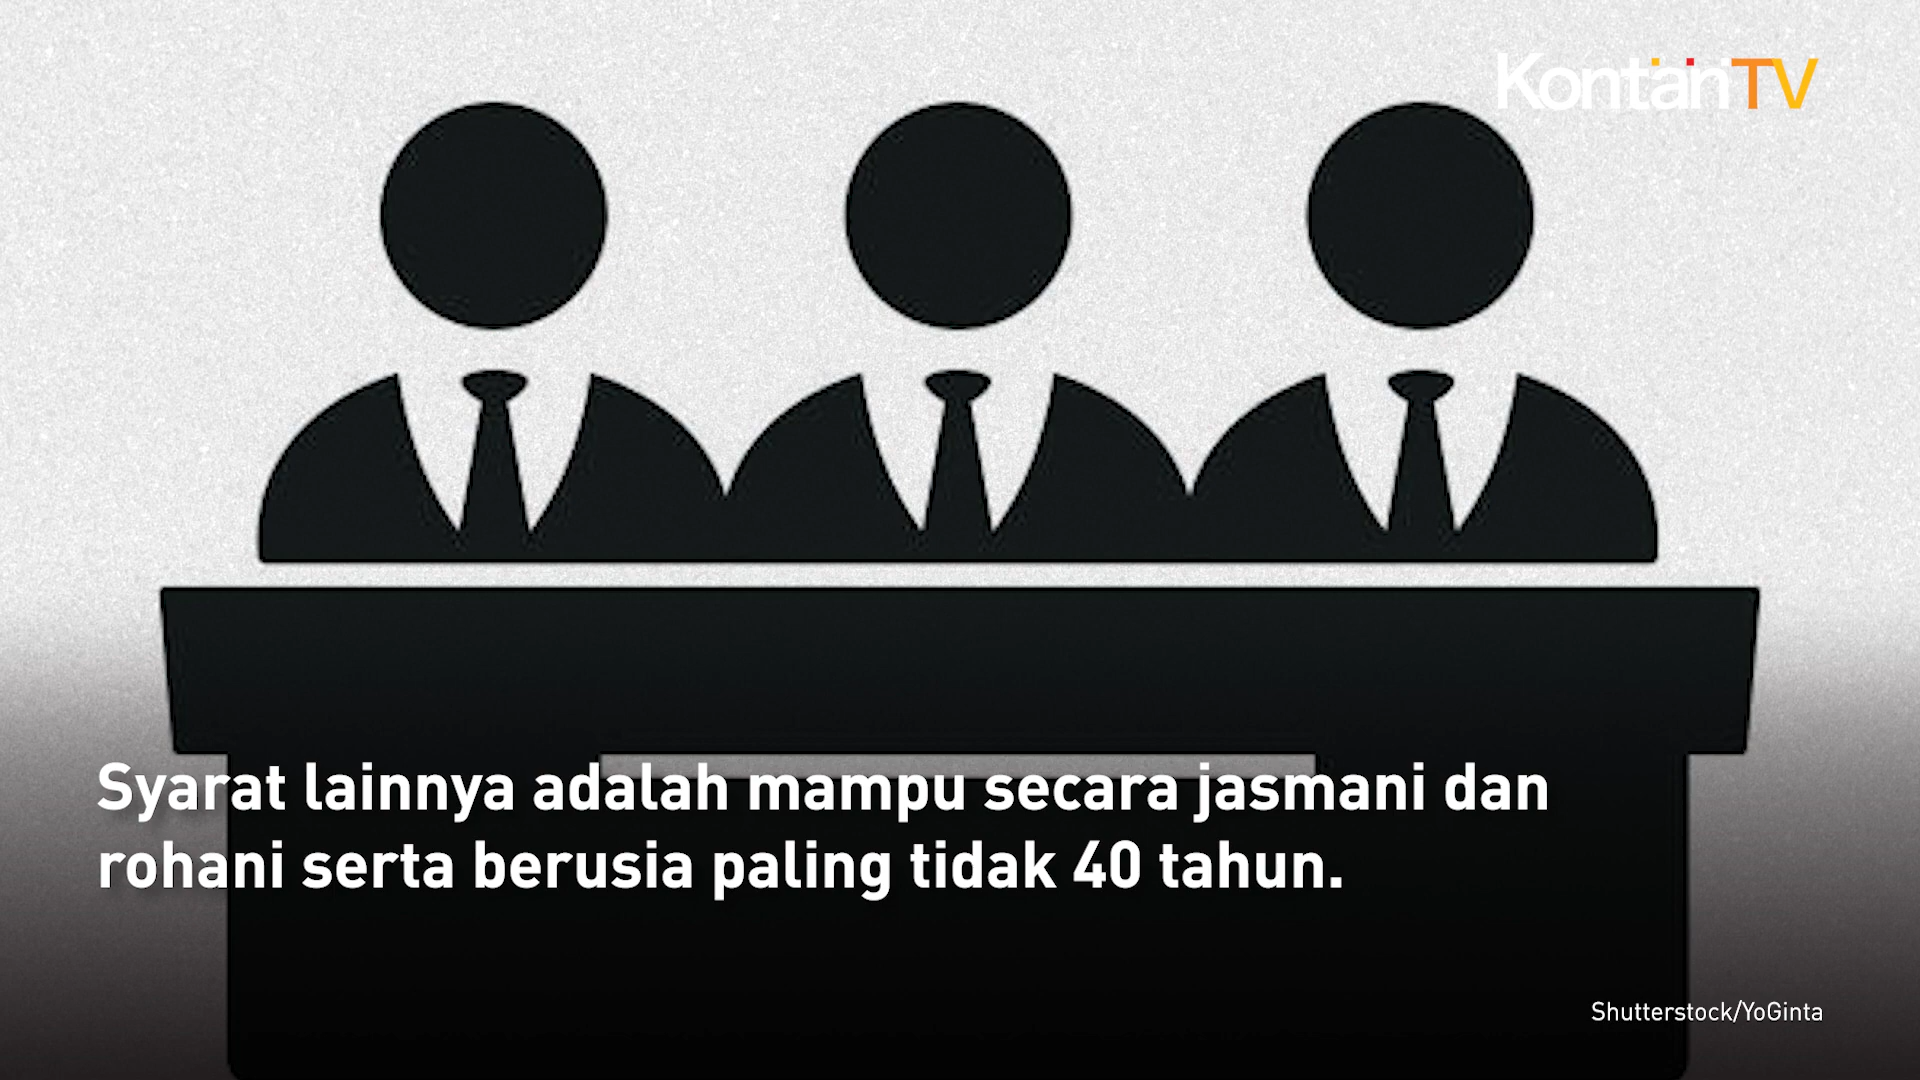 KontanTV
Syarat lainnya adalah mampu secara jasmani dan
rohani serta berusia paling tidak 40 tahun.
Shutterstock/YoGinta